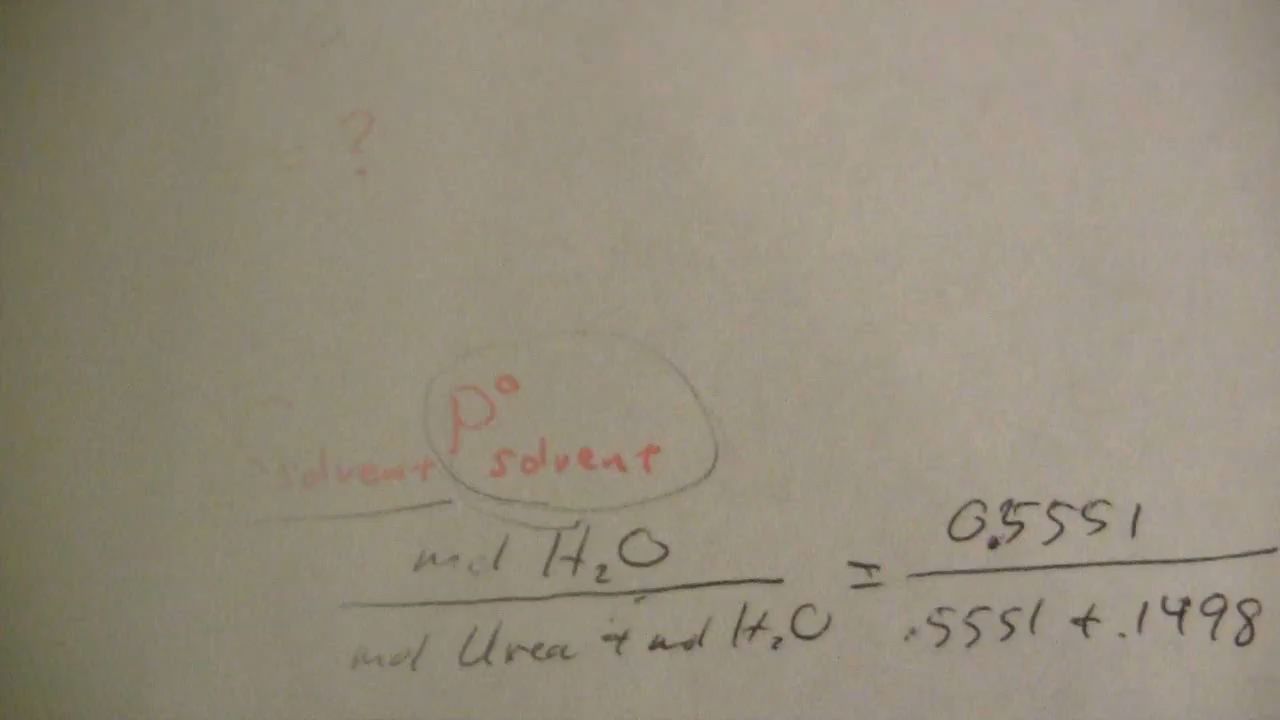 ?
P° solvent
solvent
mol H₂O = 0.5551
mol Urea + mol H₂O .5551 + .1498